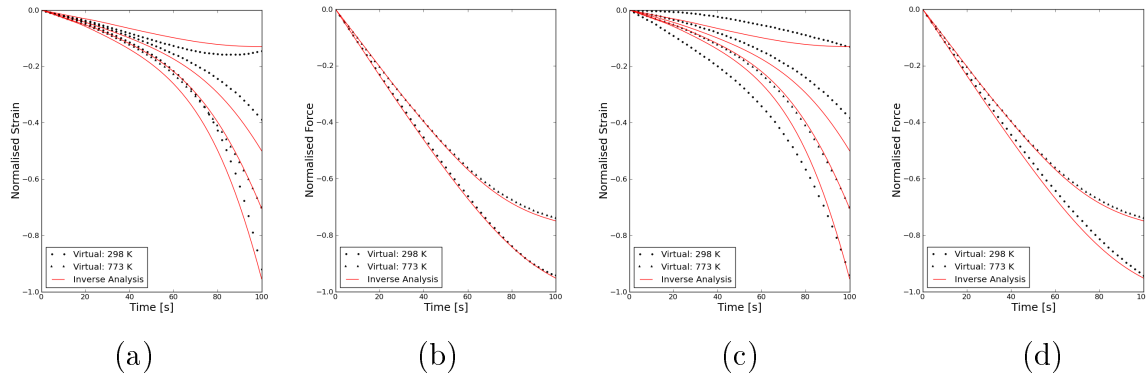 0.0
−0.2
−0.4
−0.6
−0.8
−1.0
Normalised Strain
Virtual: 298 K
Virtual: 773 K
Inverse Analysis
0 20 40 60 80 100
Time [s]
(a)
0.0
−0.2
−0.4
−0.6
−0.8
−1.0
Normalised Force
Virtual: 298 K
Virtual: 773 K
Inverse Analysis
0 20 40 60 80 100
Time [s]
(b)
0.0
−0.2
−0.4
−0.6
−0.8
−1.0
Normalised Strain
Virtual: 298 K
Virtual: 773 K
Inverse Analysis
0 20 40 60 80 100
Time [s]
(c)
0.0
−0.2
−0.4
−0.6
−0.8
−1.0
Normalised Force
Virtual: 298 K
Virtual: 773 K
Inverse Analysis
0 20 40 60 80 100
Time [s]
(d)